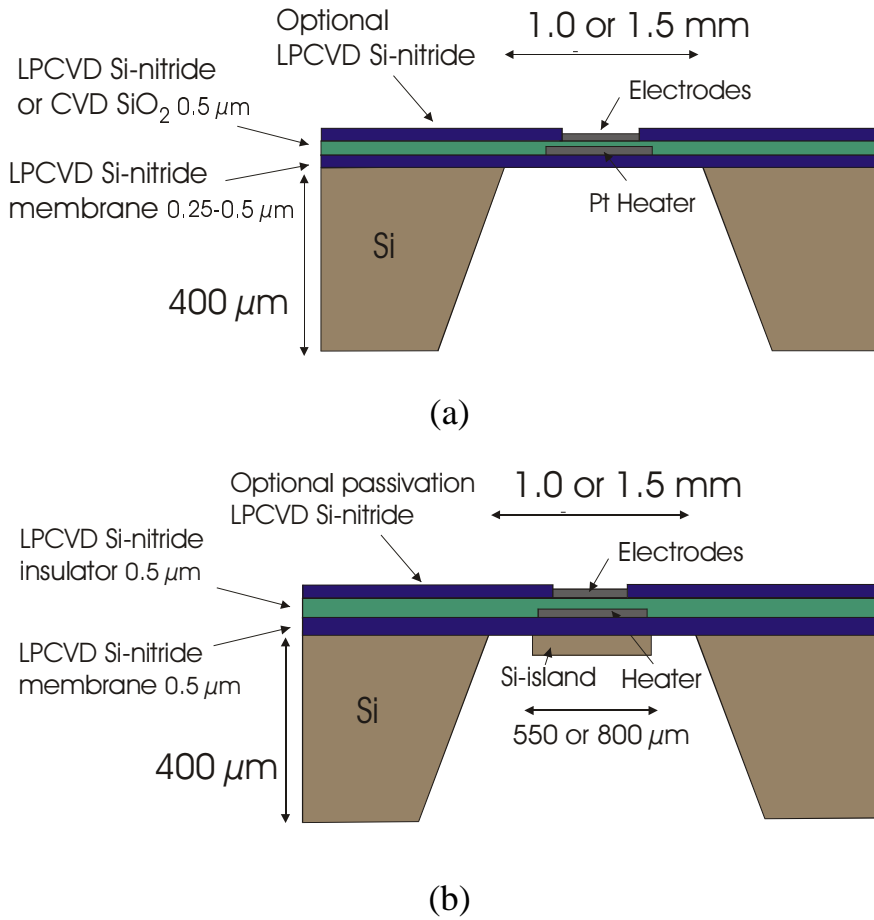 Optional
LPCVD Si-nitride
1.0 or 1.5 mm
LPCVD Si-nitride
or CVD SiO2 0.5 μm
Electrodes
LPCVD Si-nitride
membrane 0.25-0.5 μm
Pt Heater
Si
400 μm
(a)
Optional passivation
LPCVD Si-nitride
1.0 or 1.5 mm
LPCVD Si-nitride
insulator 0.5 μm
Electrodes
LPCVD Si-nitride
membrane 0.5 μm
Si-island
Heater
Si
550 or 800 μm
400 μm
(b)